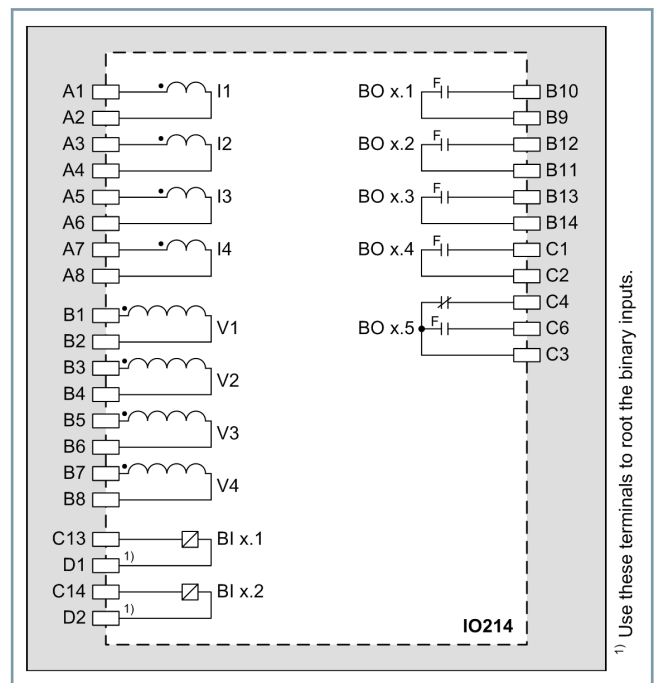 A1 I1
A2
A3 I2
A4
A5 I3
A6
A7 I4
A8
B1 V1
B2
B3 V2
B4
B5 V3
B6
B7 V4
B8
C13 BI x.1
D1 1)
C14 BI x.2
D2 1)
BO x.1 F B10
B9
BO x.2 F B12
B11
BO x.3 F B13
B14
BO x.4 F C1
C2
C4
BO x.5 F C6
C3
IO214
1) Use these terminals to root the binary inputs.